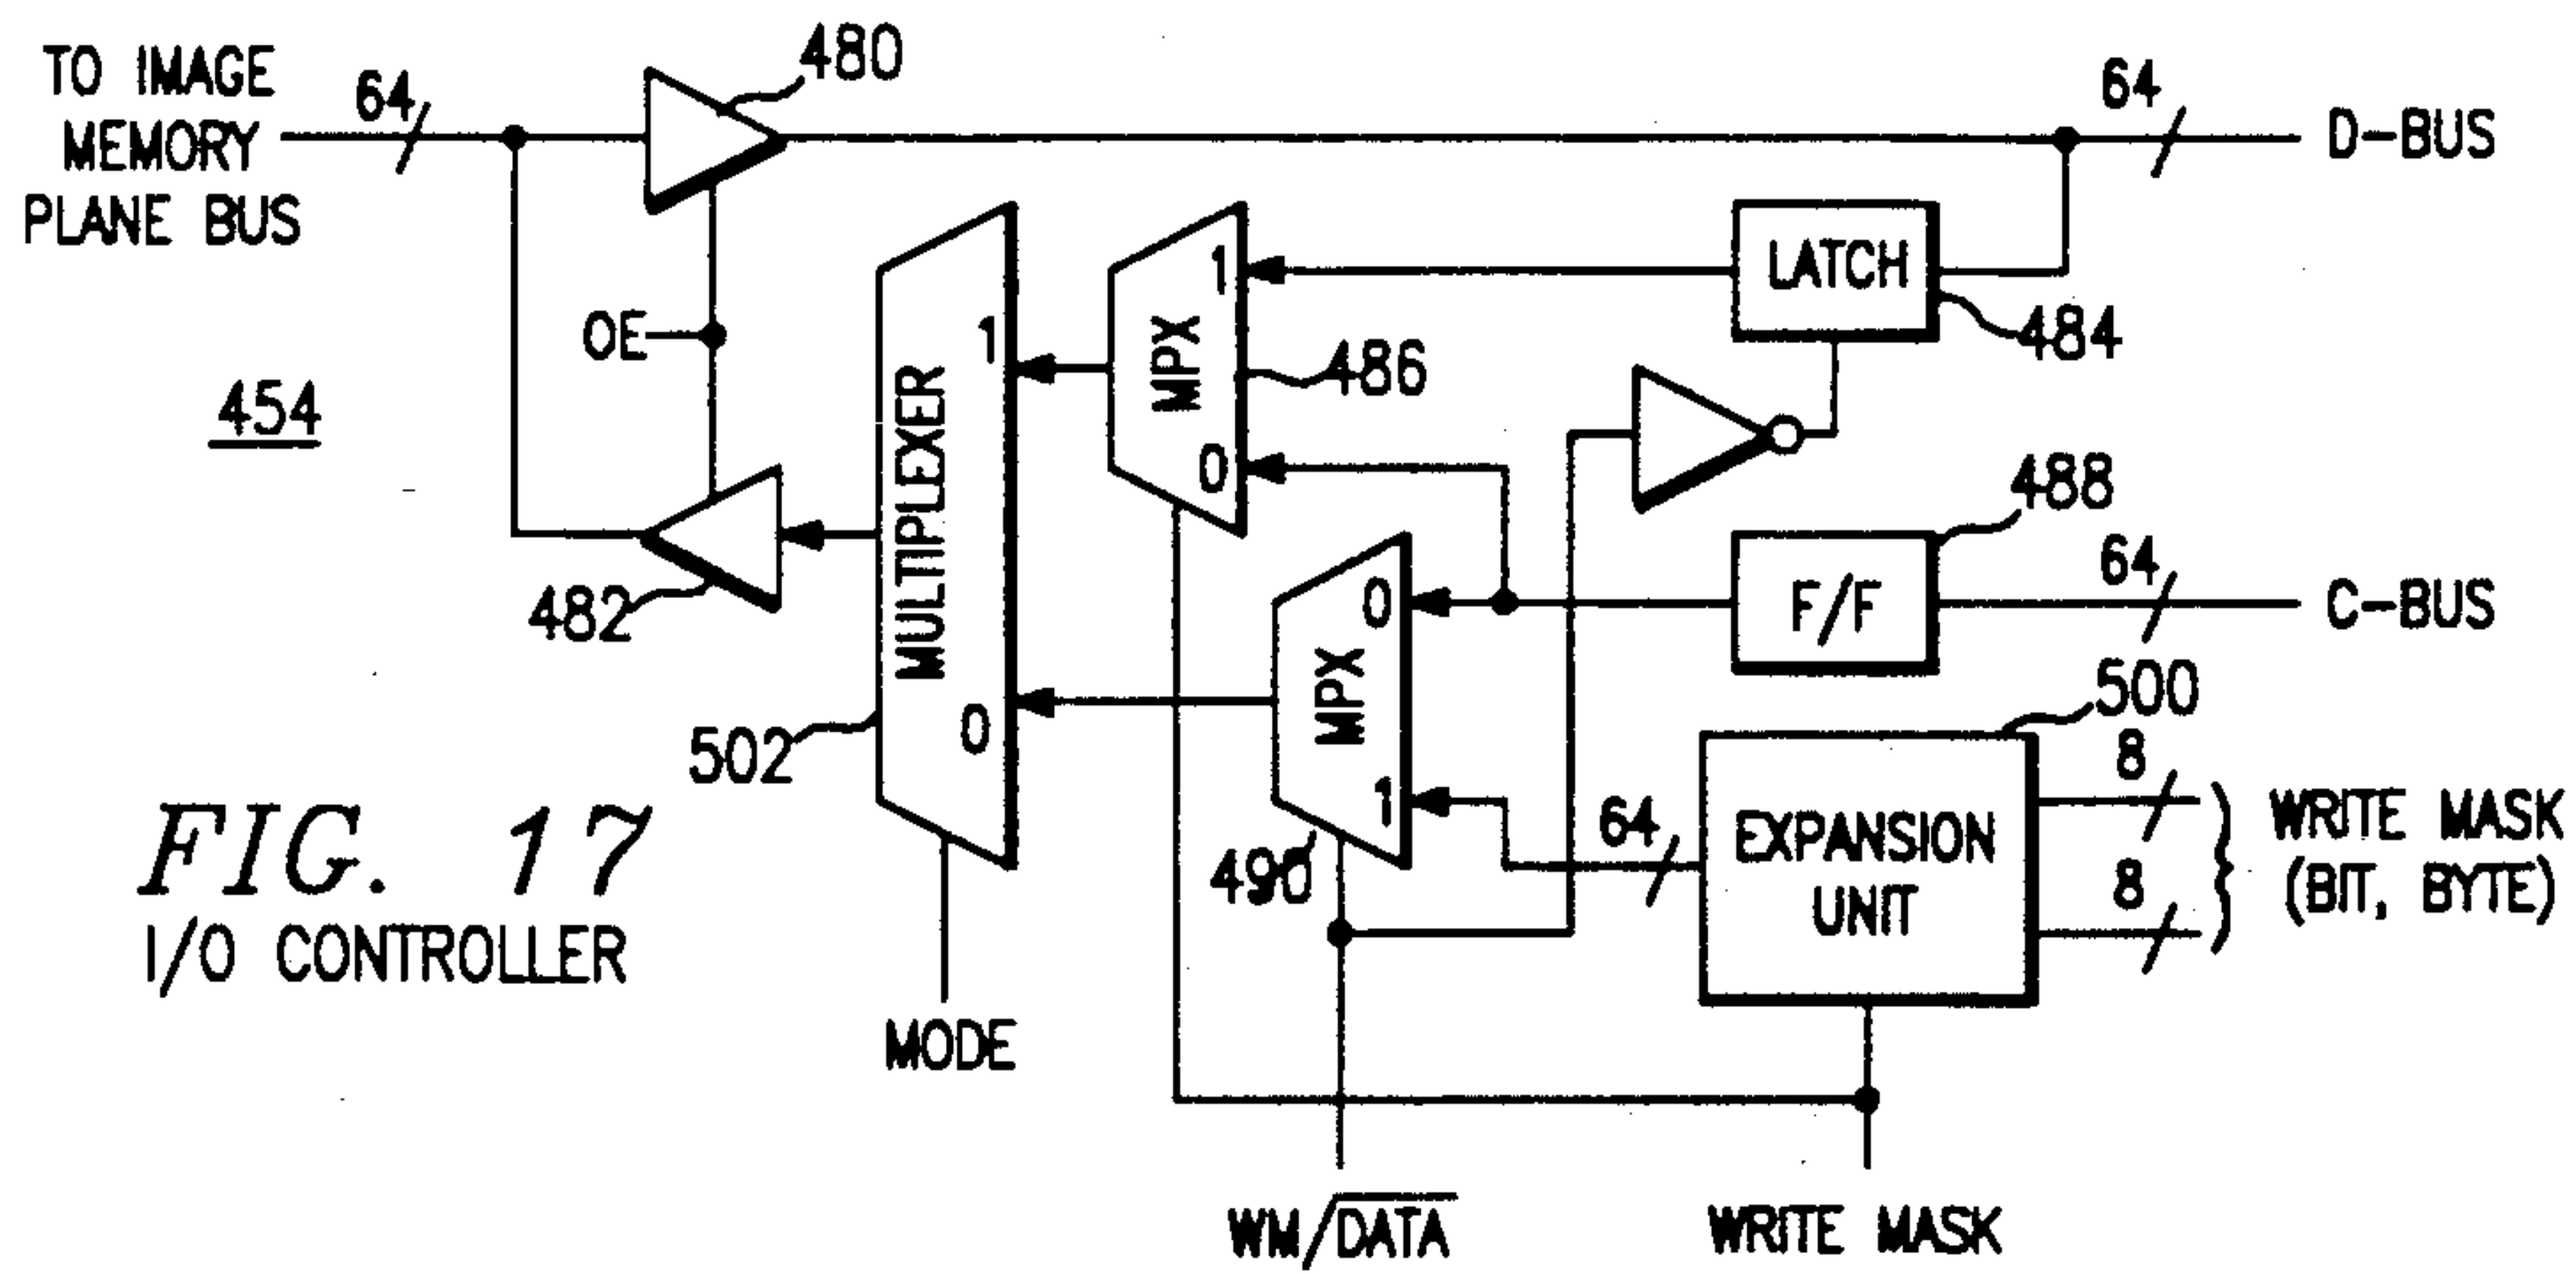 TO IMAGE
MEMORY
PLANE BUS
64
480
64
D-BUS
LATCH
484
1
MPX
486
0
OE
454
482
MULTIPLEXER
1
0
502
MODE
488
F/F
64
C-BUS
0
MPX
1
490
500
EXPANSION
UNIT
64
8
8
WRITE MASK
(BIT, BYTE)
WM/DATA
WRITE MASK
FIG. 17
I/O CONTROLLER